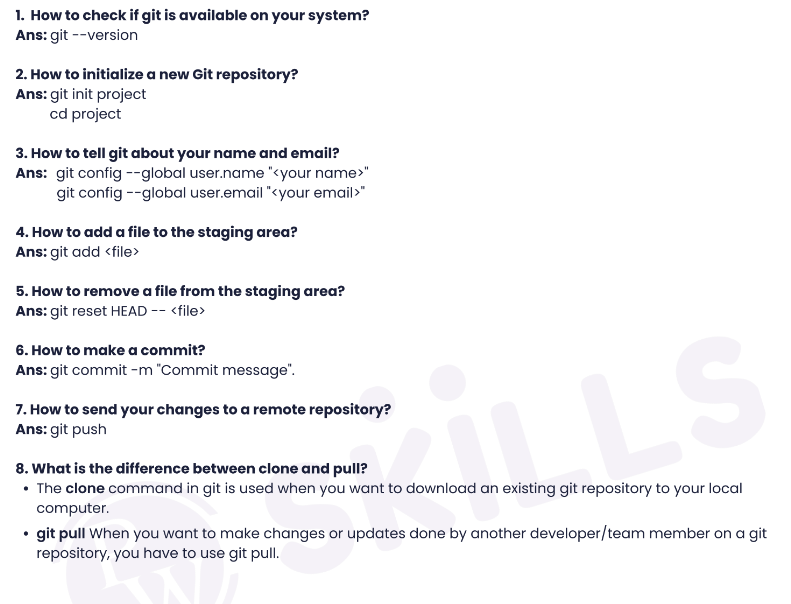 1. How to check if git is available on your system?
Ans: git --version
2. How to initialize a new Git repository?
Ans: git init project
cd project
3. How to tell git about your name and email?
Ans: git config --global user.name "<your name>"
git config --global user.email "<your email>"
4. How to add a file to the staging area?
Ans: git add <file>
5. How to remove a file from the staging area?
Ans: git reset HEAD -- <file>
6. How to make a commit?
Ans: git commit -m "Commit message".
7. How to send your changes to a remote repository?
Ans: git push
8. What is the difference between clone and pull?
• The clone command in git is used when you want to download an existing git repository to your local
computer.
• git pull When you want to make changes or updates done by another developer/team member on a git
repository, you have to use git pull.
SKiLLS
W